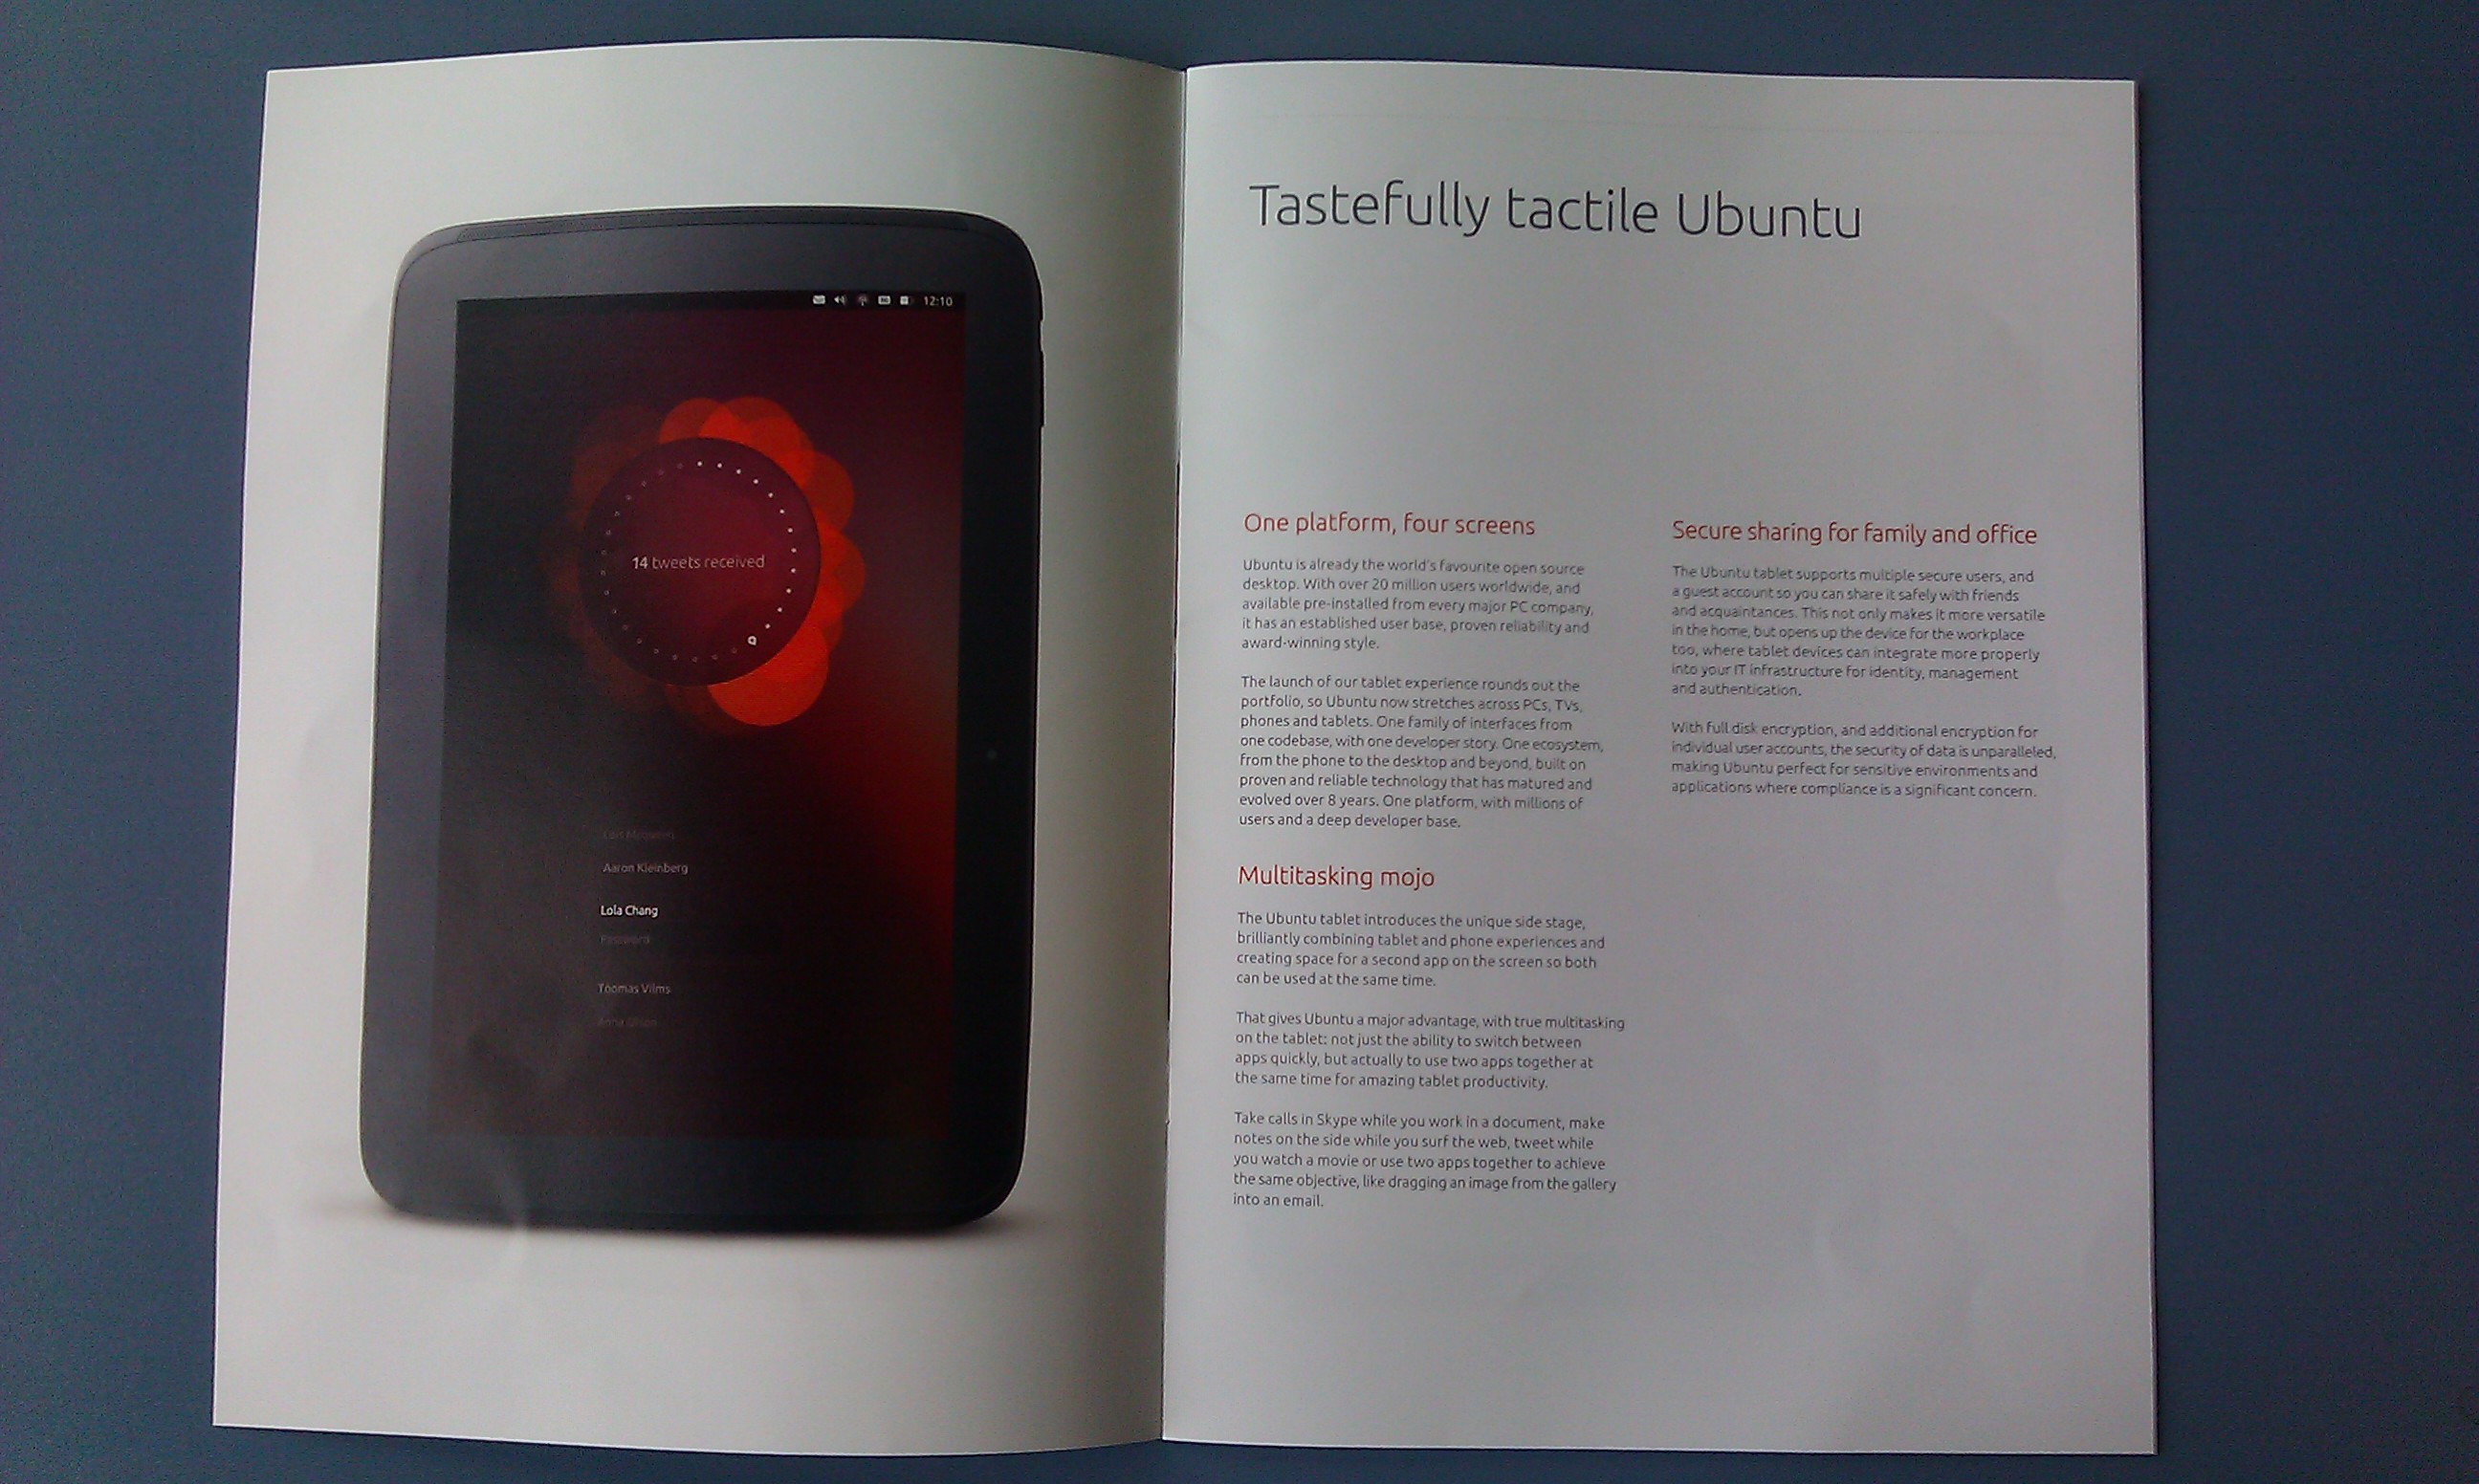 12:10
14 tweets received
Aaron Kleinberg
Lola Chang
Password
Toomas Vilms
Tastefully tactile Ubuntu
One platform, four screens
Ubuntu is already the world's favourite open source
desktop. With over 20 million users worldwide, and
available pre-installed from every major PC company,
it has an established user base, proven reliability and
award-winning style.
The launch of our tablet experience rounds out the
portfolio, so Ubuntu now stretches across PCs, TVs,
phones and tablets. One family of interfaces from
one codebase, with one developer story. One ecosystem,
from the phone to the desktop and beyond, built on
proven and reliable technology that has matured and
evolved over 8 years. One platform, with millions of
users and a deep developer base.
Multitasking mojo
The Ubuntu tablet introduces the unique side stage,
brilliantly combining tablet and phone experiences and
creating space for a second app on the screen so both
can be used at the same time.
That gives Ubuntu a major advantage, with true multitasking
on the tablet: not just the ability to switch between
apps quickly, but actually to use two apps together at
the same time for amazing tablet productivity.
Take calls in Skype while you work in a document, make
notes on the side while you surf the web, tweet while
you watch a movie or use two apps together to achieve
the same objective, like dragging an image from the gallery
into an email.
Secure sharing for family and office
The Ubuntu tablet supports multiple secure users, and
a guest account so you can share it safely with friends
and acquaintances. This not only makes it more versatile
in the home, but opens up the device for the workplace
too, where tablet devices can integrate more properly
into your IT infrastructure for identity, management
and authentication.
With full disk encryption, and additional encryption for
individual user accounts, the security of data is unparalleled,
making Ubuntu perfect for sensitive environments and
applications where compliance is a significant concern.